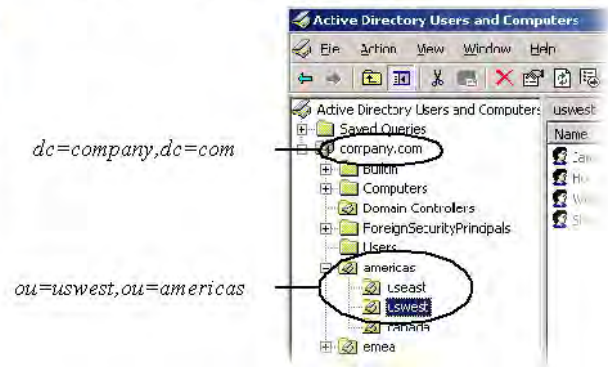 Active Directory Users and Computers
File Action View Window Help
Active Directory Users and Computers
Saved Queries
company.com
Builtin
Computers
Domain Controllers
ForeignSecurityPrincipals
Users
americas
useast
uswest
canada
emea
uswest
Name
dc=company,dc=com
ou=uswest,ou=americas